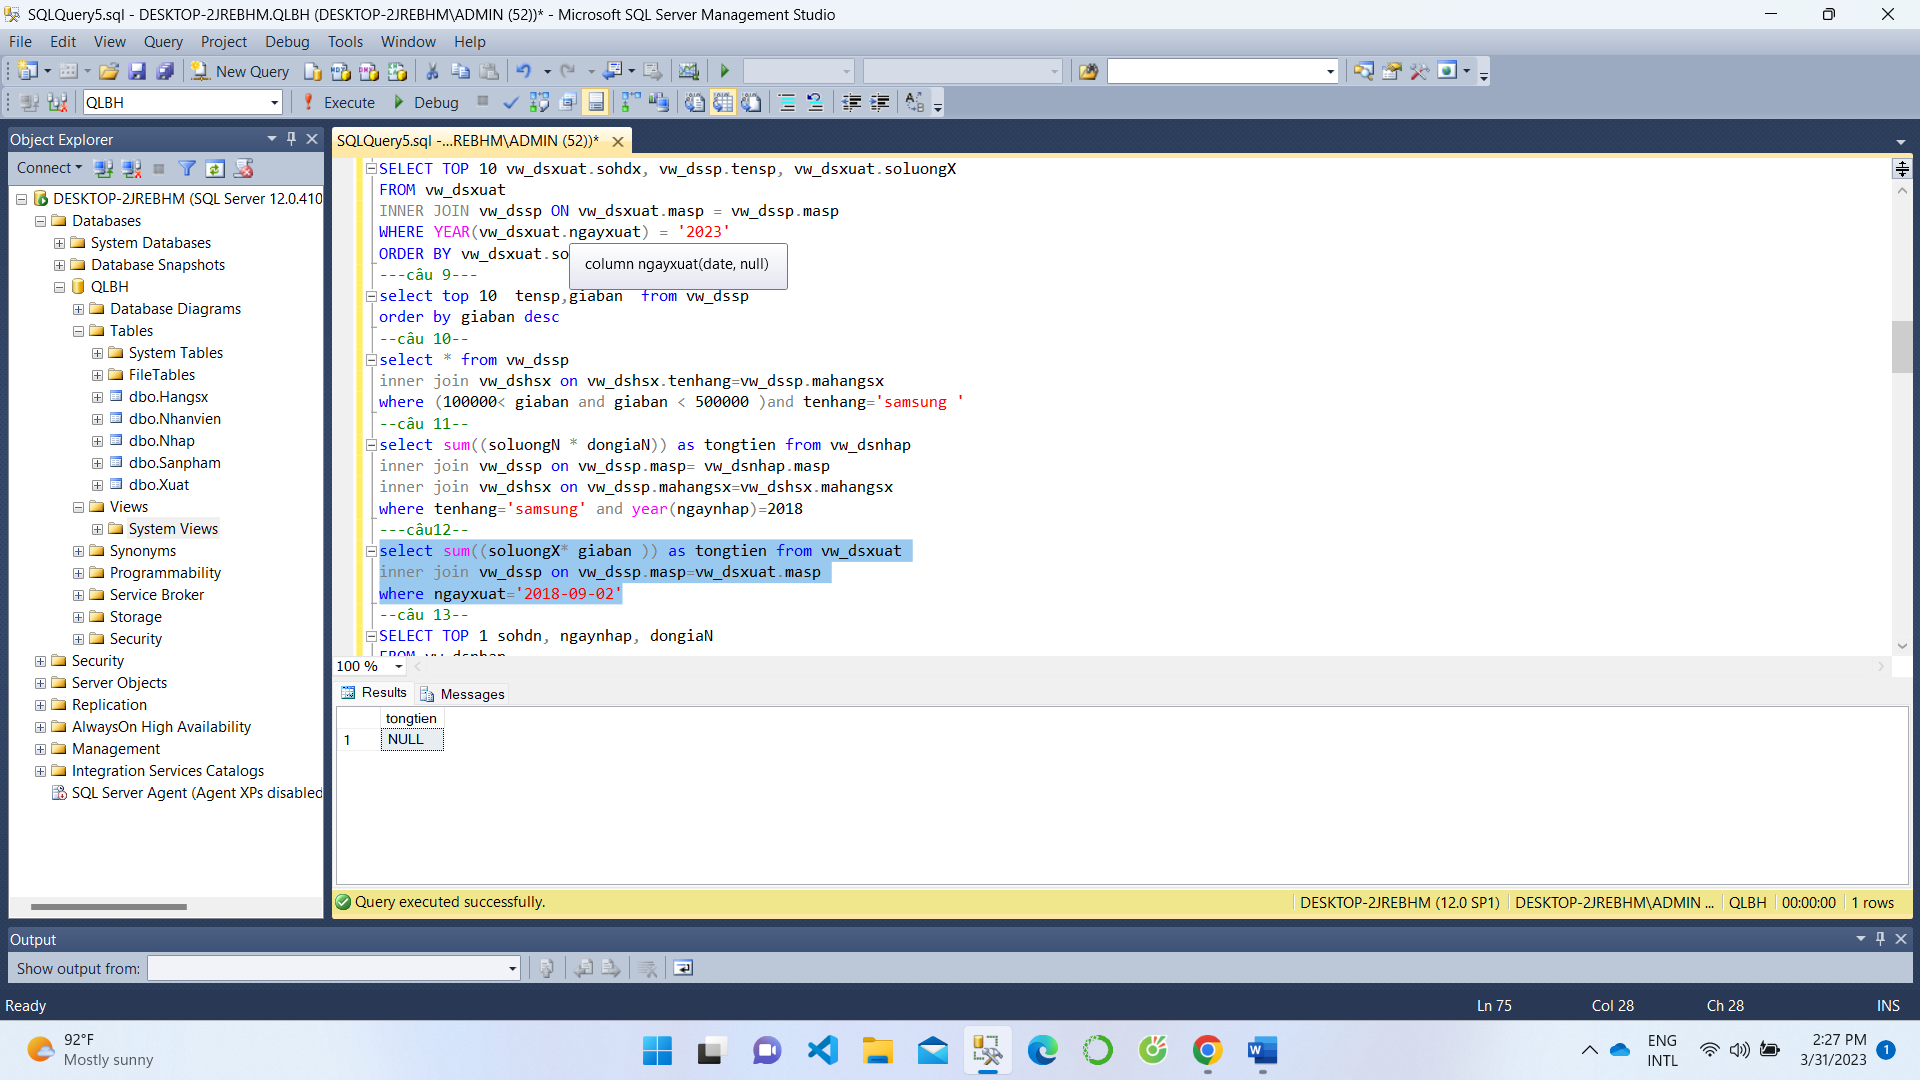 SQLQuery5.sql - DESKTOP-2JREBHM.QLBH (DESKTOP-2JREBHM\ADMIN (52))* - Microsoft SQL Server Management Studio
File Edit View Query Project Debug Tools Window Help
New Query
QLBH Execute Debug
Object Explorer
Connect
DESKTOP-2JREBHM (SQL Server 12.0.410
Databases
System Databases
Database Snapshots
QLBH
Database Diagrams
Tables
System Tables
FileTables
dbo.Hangsx
dbo.Nhanvien
dbo.Nhap
dbo.Sanpham
dbo.Xuat
Views
System Views
Synonyms
Programmability
Service Broker
Storage
Security
Security
Server Objects
Replication
AlwaysOn High Availability
Management
Integration Services Catalogs
SQL Server Agent (Agent XPs disabled
SQLQuery5.sql -...REBHM\ADMIN (52))*
SELECT TOP 10 vw_dsxuat.sohdx, vw_dssp.tensp, vw_dsxuat.soluongX
FROM vw_dsxuat
INNER JOIN vw_dssp ON vw_dsxuat.masp = vw_dssp.masp
WHERE YEAR(vw_dsxuat.ngayxuat) = '2023'
ORDER BY vw_dsxuat.so
column ngayxuat(date, null)
---câu 9---
select top 10  tensp,giaban  from vw_dssp
order by giaban desc
--câu 10--
select * from vw_dssp
inner join vw_dshsx on vw_dshsx.tenhang=vw_dssp.mahangsx
where (100000< giaban and giaban < 500000 )and tenhang='samsung '
--câu 11--
select sum((soluongN * dongiaN)) as tongtien from vw_dsnhap
inner join vw_dssp on vw_dssp.masp= vw_dsnhap.masp
inner join vw_dshsx on vw_dssp.mahangsx=vw_dshsx.mahangsx
where tenhang='samsung' and year(ngaynhap)=2018
---câu12--
select sum((soluongX* giaban )) as tongtien from vw_dsxuat
inner join vw_dssp on vw_dssp.masp=vw_dsxuat.masp
where ngayxuat='2018-09-02'
--câu 13--
SELECT TOP 1 sohdn, ngaynhap, dongiaN
FROM vw_dsnhap
100 %
Results Messages
tongtien
1 NULL
Query executed successfully. DESKTOP-2JREBHM (12.0 SP1) DESKTOP-2JREBHM\ADMIN ... QLBH 00:00:00 1 rows
Output
Show output from:
Ready Ln 75 Col 28 Ch 28 INS
92°F
Mostly sunny
ENG
INTL
2:27 PM
3/31/2023
1